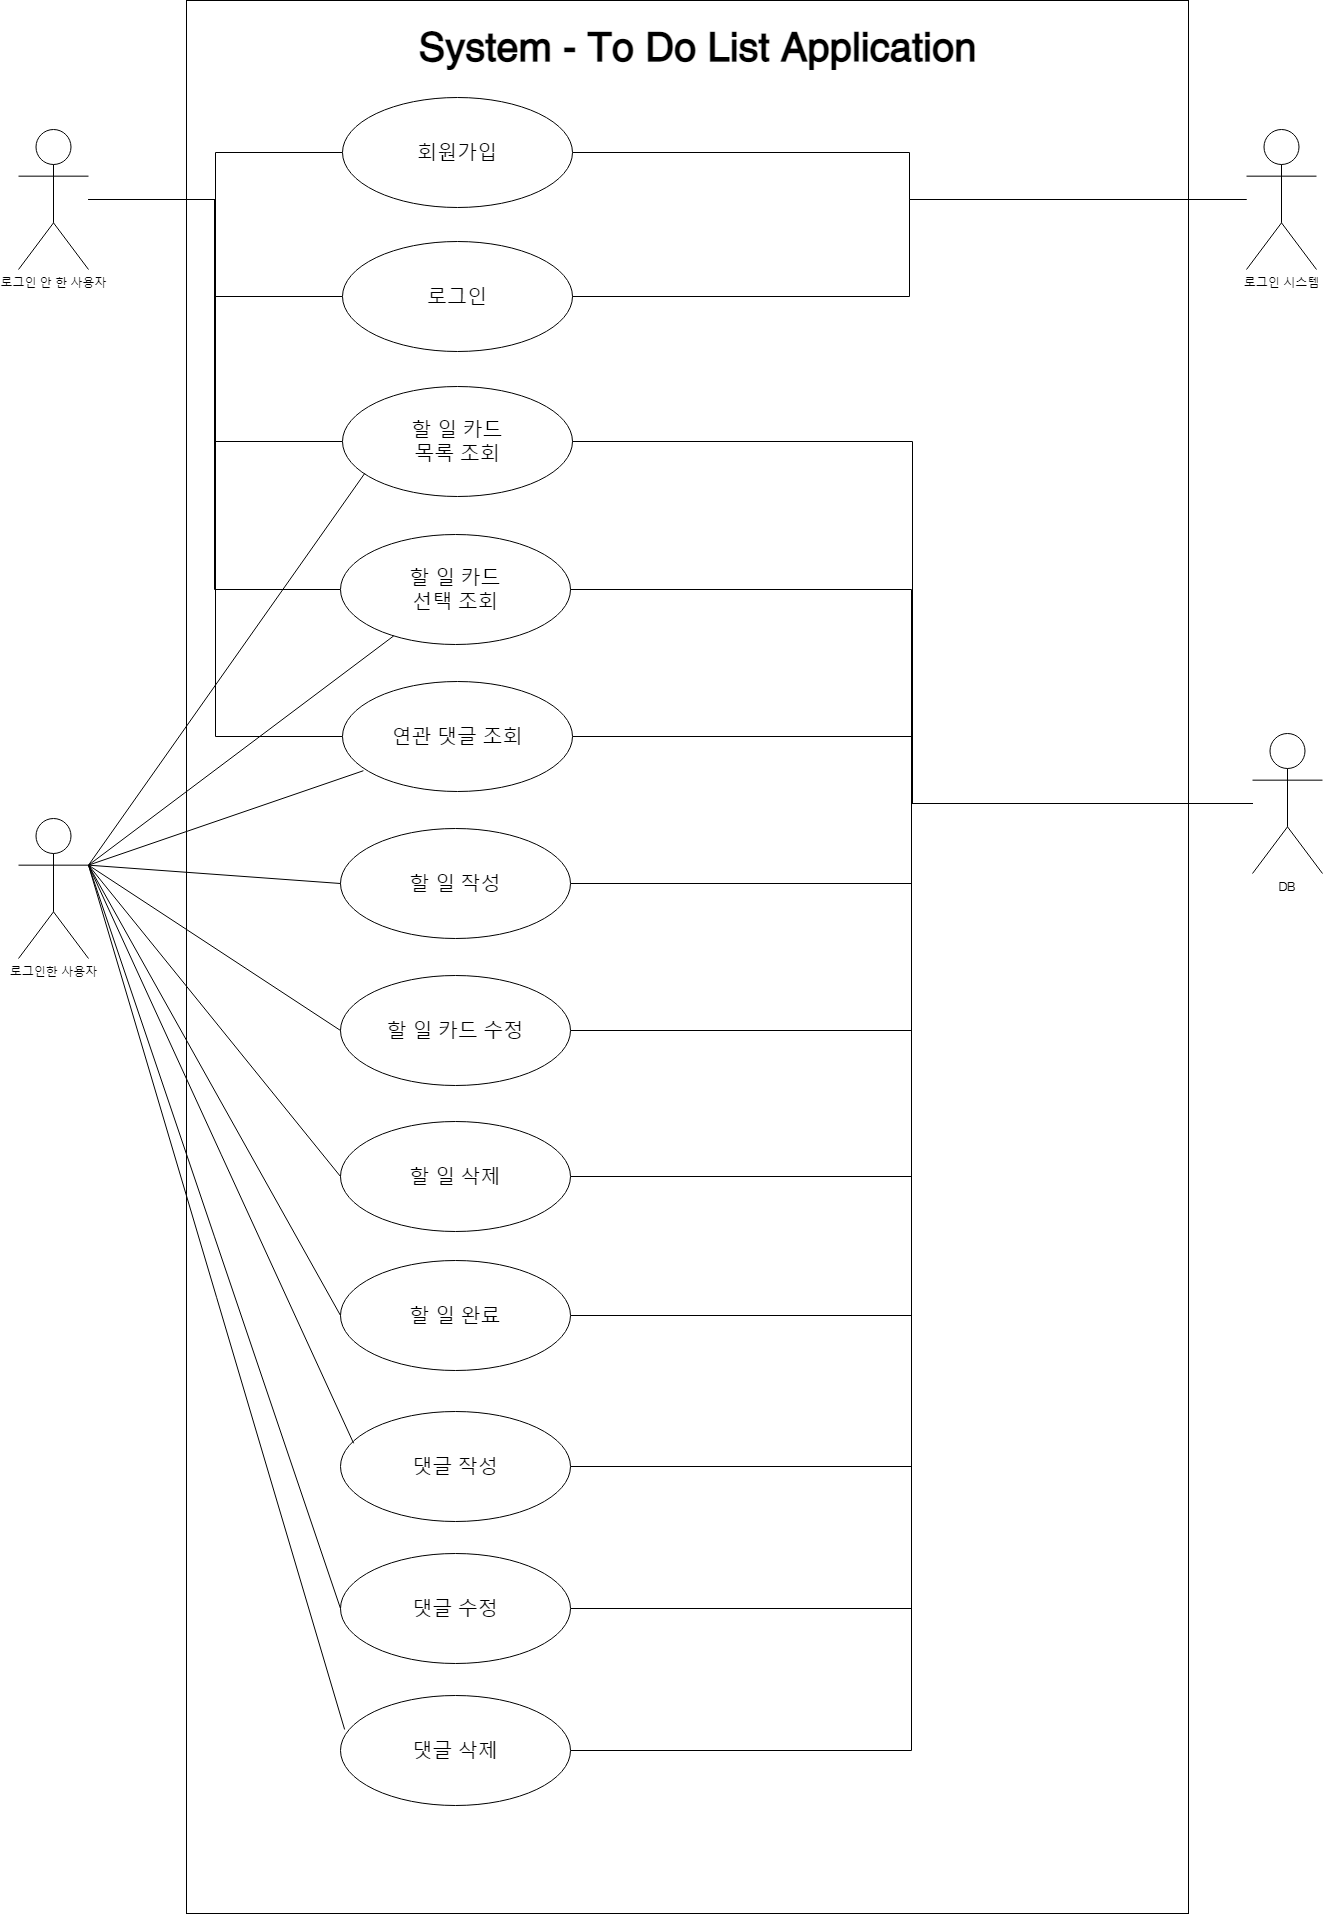 System - To Do List Application
회원가입
로그인 안 한 사용자
로그인 시스템
로그인
할 일 카드
목록 조회
할 일 카드
선택 조회
연관 댓글 조회
할 일 작성
DB
로그인한 사용자
할 일 카드 수정
할 일 삭제
할 일 완료
댓글 작성
댓글 수정
댓글 삭제